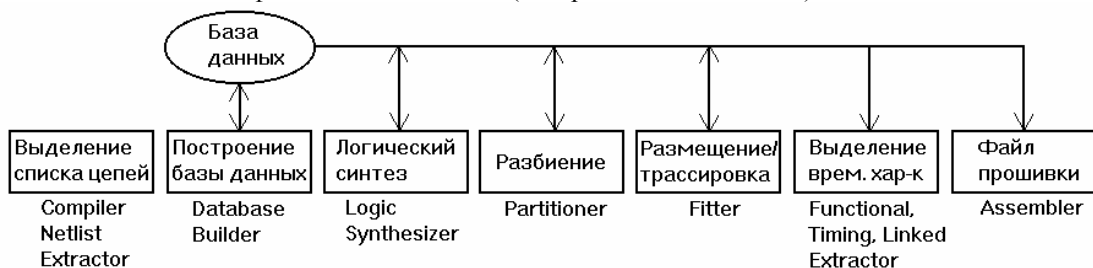 База
данных
Выделение
списка цепей
Построение
базы данных
Логический
синтез
Разбиение
Размещение/
трассировка
Выделение
врем. хар-к
Файл
прошивки
Compiler
Netlist
Extractor
Database
Builder
Logic
Synthesizer
Partitioner
Fitter
Functional,
Timing, Linked
Extractor
Assembler